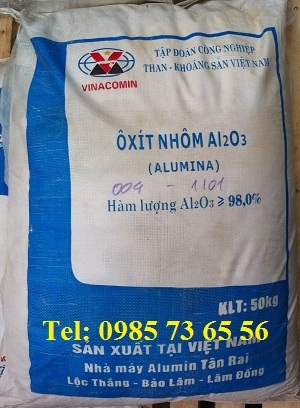 TẬP ĐOÀN CÔNG NGHIỆP
THAN - KHOÁNG SẢN VIỆT NAM
VINACOMIN
ÔXÍT NHÔM Al2O3
(ALUMINA)
009 - 1101
Hàm lượng Al2O3 ≥ 98,0%
KLT: 50kg
Tel: 0985 73 65 56
SẢN XUẤT TẠI VIỆT NAM
Nhà máy Alumin Tân Rai
Lộc Thắng - Bảo Lâm - Lâm Đồng